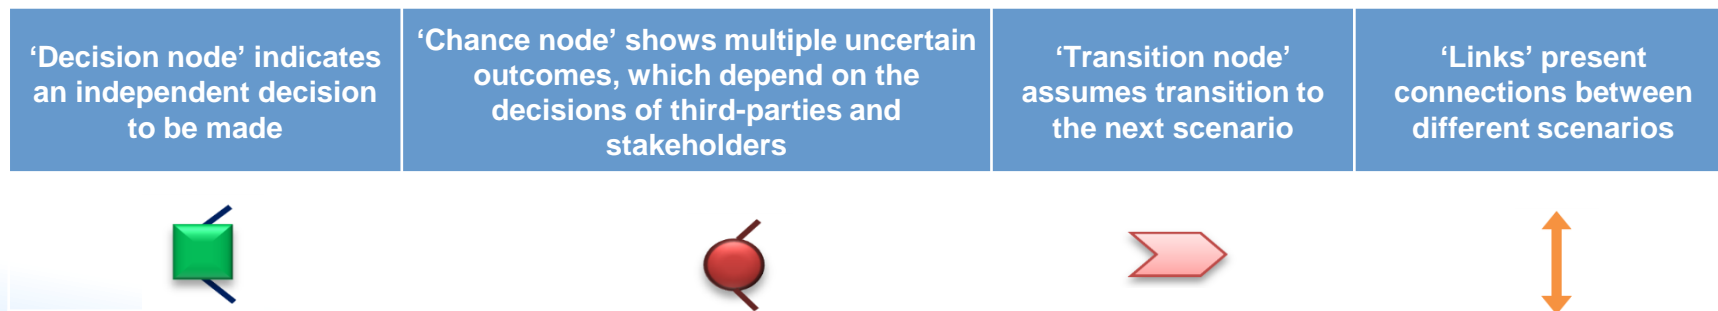 ‘Decision node’ indicates
an independent decision
to be made
‘Chance node’ shows multiple uncertain
outcomes, which depend on the
decisions of third-parties and
stakeholders
‘Transition node’
assumes transition to
the next scenario
‘Links’ present
connections between
different scenarios